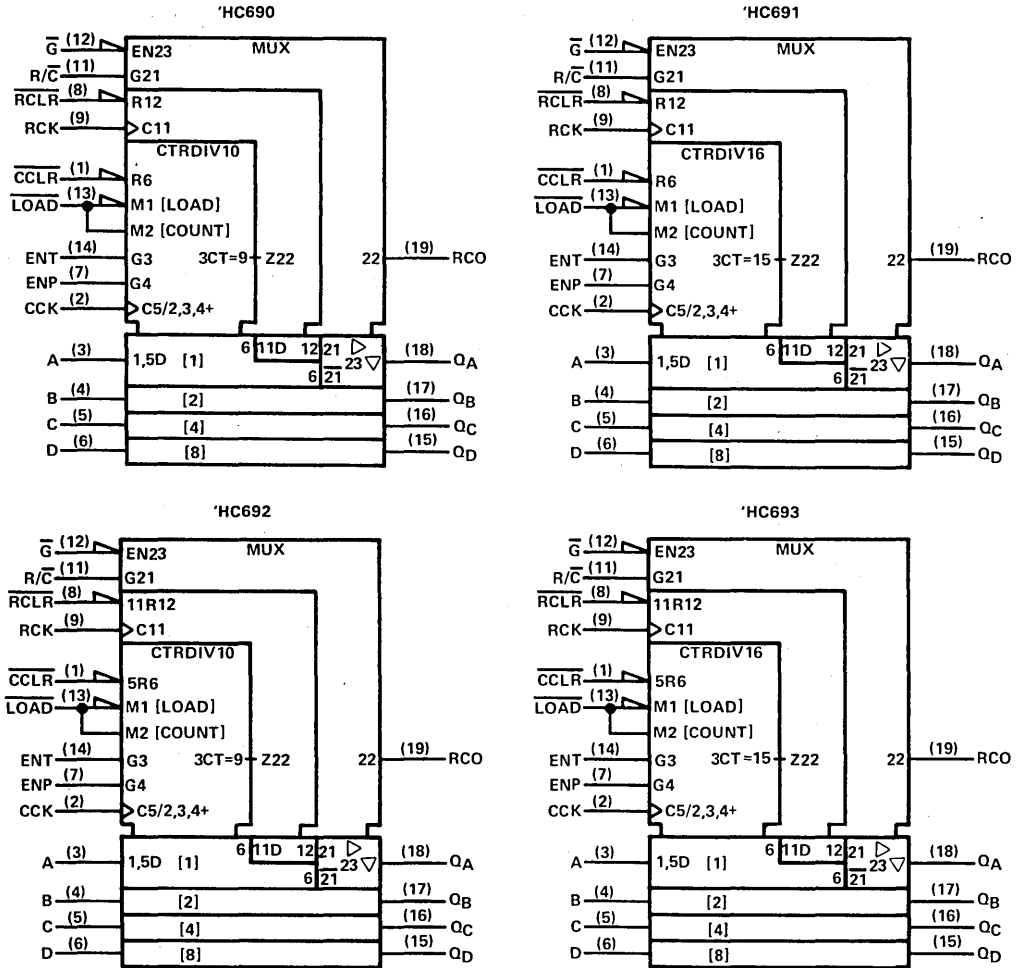 'HC690
G̅ (12) EN23 MUX
R/C̅ (11) G21
R̅C̅L̅R̅ (8) R12
RCK (9) C11
CTRDIV10
C̅C̅L̅R̅ (1) R6
L̅O̅A̅D̅ (13) M1 [LOAD]
M2 [COUNT]
ENT (14) G3 3CT=9 Z22 22 (19) RCO
ENP (7) G4
CCK (2) C5/2,3,4+
A (3) 1,5D [1] 6 11D 12 21 23 (18) QA
6 2̅1̅
B (4) [2] (17) QB
C (5) [4] (16) QC
D (6) [8] (15) QD
'HC691
G̅ (12) EN23 MUX
R/C̅ (11) G21
R̅C̅L̅R̅ (8) R12
RCK (9) C11
CTRDIV16
C̅C̅L̅R̅ (1) R6
L̅O̅A̅D̅ (13) M1 [LOAD]
M2 [COUNT]
ENT (14) G3 3CT=15 Z22 22 (19) RCO
ENP (7) G4
CCK (2) C5/2,3,4+
A (3) 1,5D [1] 6 11D 12 21 23 (18) QA
6 2̅1̅
B (4) [2] (17) QB
C (5) [4] (16) QC
D (6) [8] (15) QD
'HC692
G̅ (12) EN23 MUX
R/C̅ (11) G21
R̅C̅L̅R̅ (8) 11R12
RCK (9) C11
CTRDIV10
C̅C̅L̅R̅ (1) 5R6
L̅O̅A̅D̅ (13) M1 [LOAD]
M2 [COUNT]
ENT (14) G3 3CT=9 Z22 22 (19) RCO
ENP (7) G4
CCK (2) C5/2,3,4+
A (3) 1,5D [1] 6 11D 12 21 23 (18) QA
6 2̅1̅
B (4) [2] (17) QB
C (5) [4] (16) QC
D (6) [8] (15) QD
'HC693
G̅ (12) EN23 MUX
R/C̅ (11) G21
R̅C̅L̅R̅ (8) 11R12
RCK (9) C11
CTRDIV16
C̅C̅L̅R̅ (1) 5R6
L̅O̅A̅D̅ (13) M1 [LOAD]
M2 [COUNT]
ENT (14) G3 3CT=15 Z22 22 (19) RCO
ENP (7) G4
CCK (2) C5/2,3,4+
A (3) 1,5D [1] 6 11D 12 21 23 (18) QA
6 2̅1̅
B (4) [2] (17) QB
C (5) [4] (16) QC
D (6) [8] (15) QD